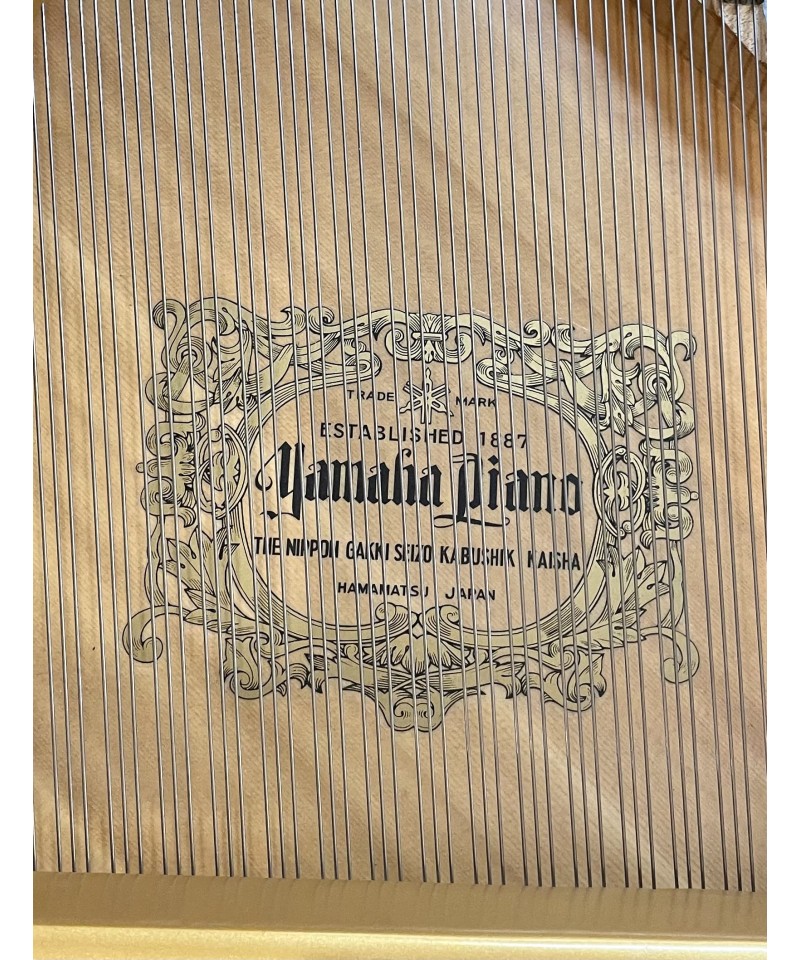 TRADE MARK
ESTABLISHED 1887
Yamaha Piano
THE NIPPON GAKKI SEIZO KABUSHIKI KAISHA
HAMAMATSU JAPAN